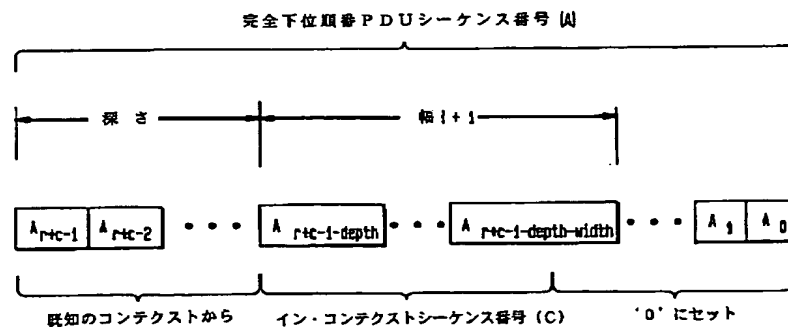 完全下位順番PDUシーケンス番号 (A)
深さ
幅 + 1
A r+c-1 A r+c-2 • • • A r+c-1-depth • • • A r+c-1-depth-width • • • A 1 A 0
既知のコンテクストから イン・コンテクストシーケンス番号 (C) '0' にセット